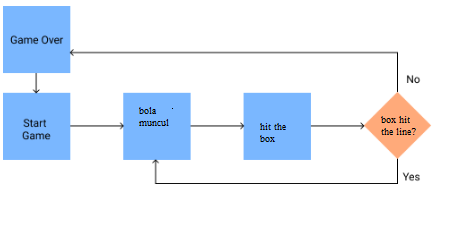 Game Over
No
Start
Game
bola
muncul
hit the
box
box hit
the line?
Yes